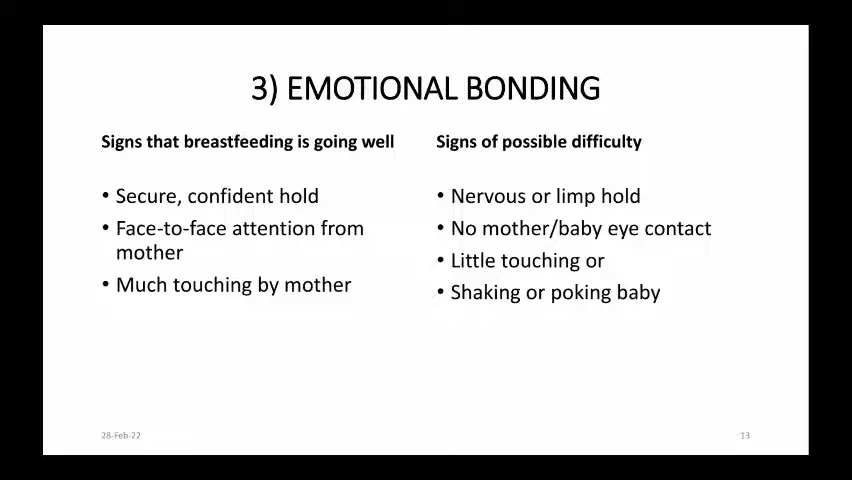 3) EMOTIONAL BONDING
Signs that breastfeeding is going well
• Secure, confident hold
• Face-to-face attention from
mother
• Much touching by mother
Signs of possible difficulty
• Nervous or limp hold
• No mother/baby eye contact
• Little touching or
• Shaking or poking baby
28-Feb-22
13